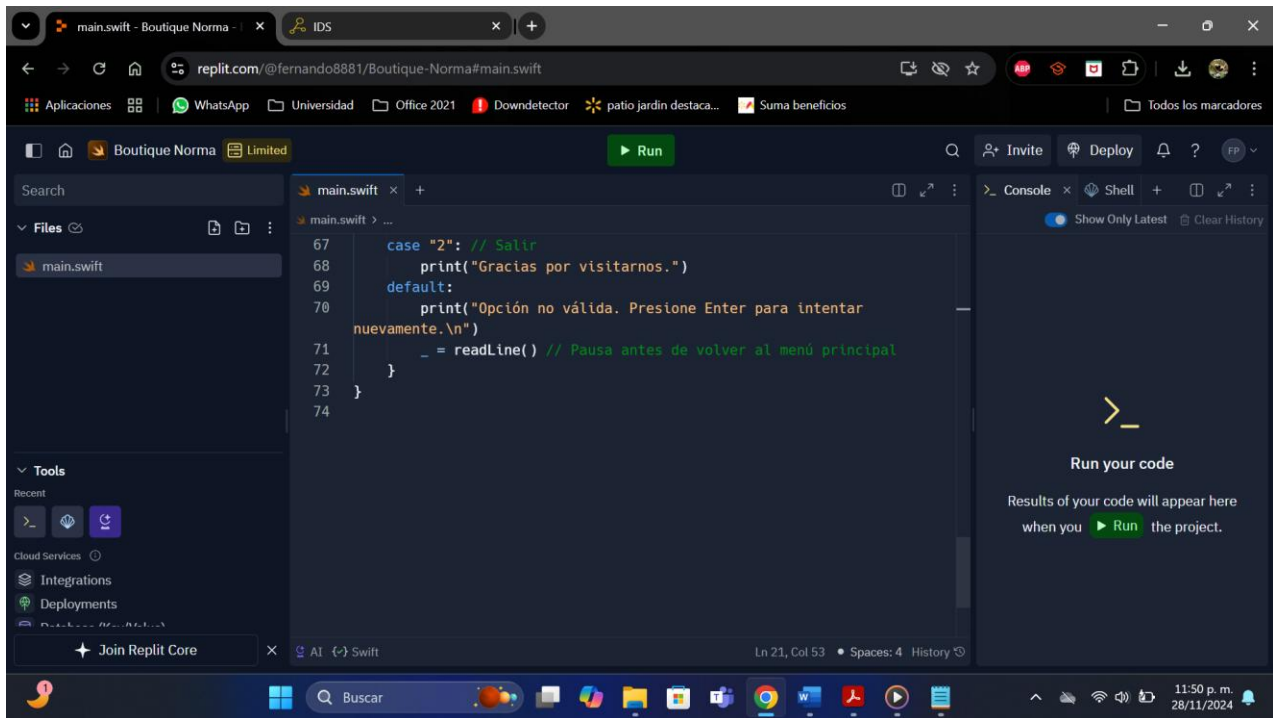 main.swift - Boutique Norma -
IDS
replit.com/@fernando8881/Boutique-Norma#main.swift
ABP
Aplicaciones
WhatsApp
Universidad
Office 2021
Downdetector
patio jardin destaca...
Suma beneficios
Todos los marcadores
Boutique Norma
Limited
Run
Invite
Deploy
?
FP
Search
main.swift
Console
Shell
Files
main.swift > ...
Show Only Latest
Clear History
main.swift
67 case "2": // Salir
68 print("Gracias por visitarnos.")
69 default:
70 print("Opción no válida. Presione Enter para intentar
nuevamente.\n")
71 _ = readLine() // Pausa antes de volver al menú principal
72 }
73 }
74
Run your code
Results of your code will appear here
when you Run the project.
Tools
Recent
Cloud Services
Integrations
Deployments
Join Replit Core
AI
Swift
Ln 21, Col 53
Spaces: 4
History
1
Buscar
11:50 p. m.
28/11/2024